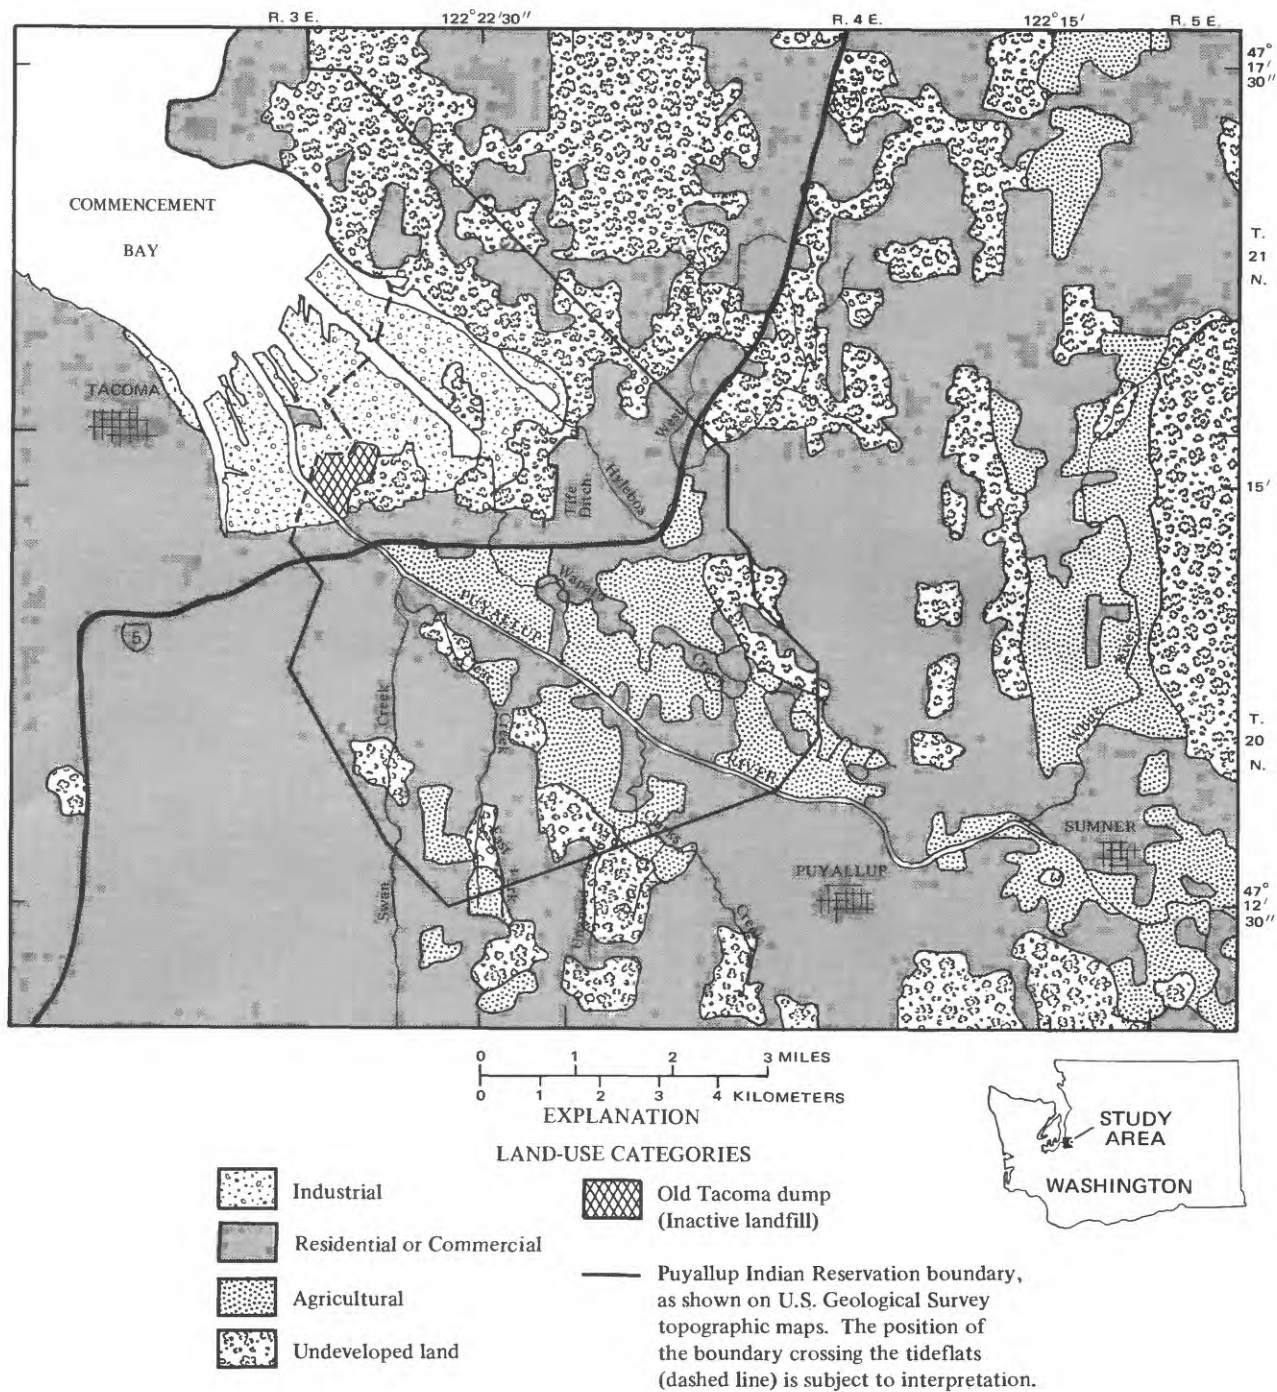 R. 3 E.
122°22'30"
R. 4 E.
122°15'
R. 5 E.
47°
17'
30"
COMMENCEMENT
BAY
T.
21
N.
TACOMA
Fife
Ditch
Hylebos
15'
Wapato
PUYALLUP
5
Creek
Creek
Creek
White
River
T.
20
N.
RIVER
SUMNER
PUYALLUP
Swan
Creek
47°
12'
30"
0 1 2 3 MILES
0 1 2 3 4 KILOMETERS
EXPLANATION
LAND-USE CATEGORIES
Industrial
Residential or Commercial
Agricultural
Undeveloped land
Old Tacoma dump
(Inactive landfill)
Puyallup Indian Reservation boundary,
as shown on U.S. Geological Survey
topographic maps. The position of
the boundary crossing the tideflats
(dashed line) is subject to interpretation.
STUDY
AREA
WASHINGTON